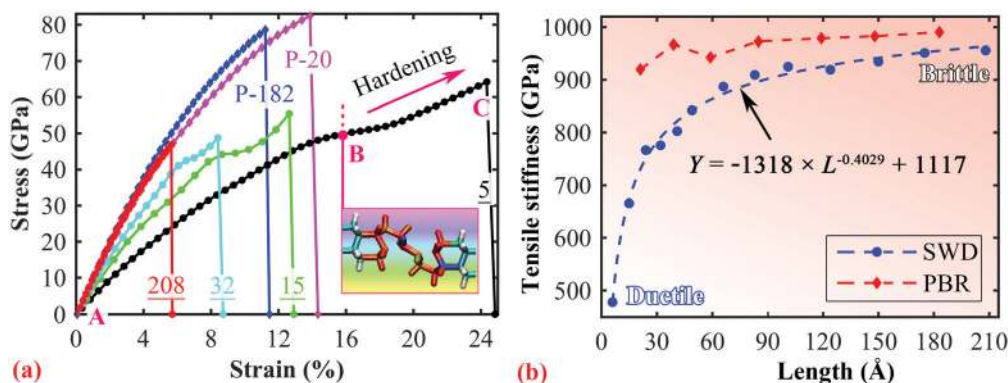 80
70
60
50
40
30
20
10
0
0
4
8
12
16
20
24
Stress (GPa)
Strain (%)
P-20
P-182
Hardening
A
B
C
5
208
32
15
(a)
1000
900
800
700
600
500
0
30
60
90
120
150
180
210
Tensile stiffness (GPa)
Length (Å)
Brittle
Ductile
Y = -1318 × L^-0.4029 + 1117
SWD
PBR
(b)